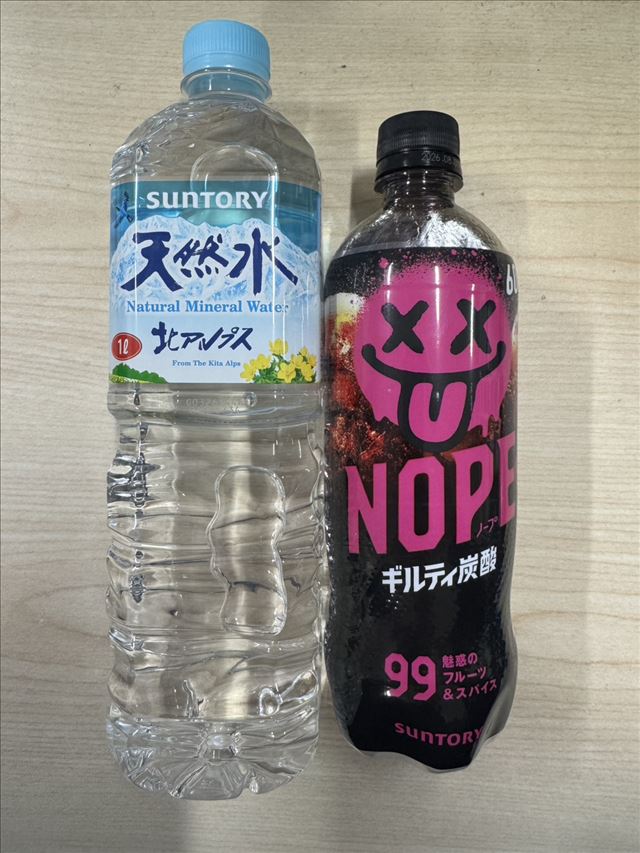 SUNTORY
天然水
Natural Mineral Water
北アルプス
1ℓ
From The Kita Alps
NOPE
ノープ
ギルティ炭酸
99
魅惑の
フルーツ
&スパイス
SUNTORY